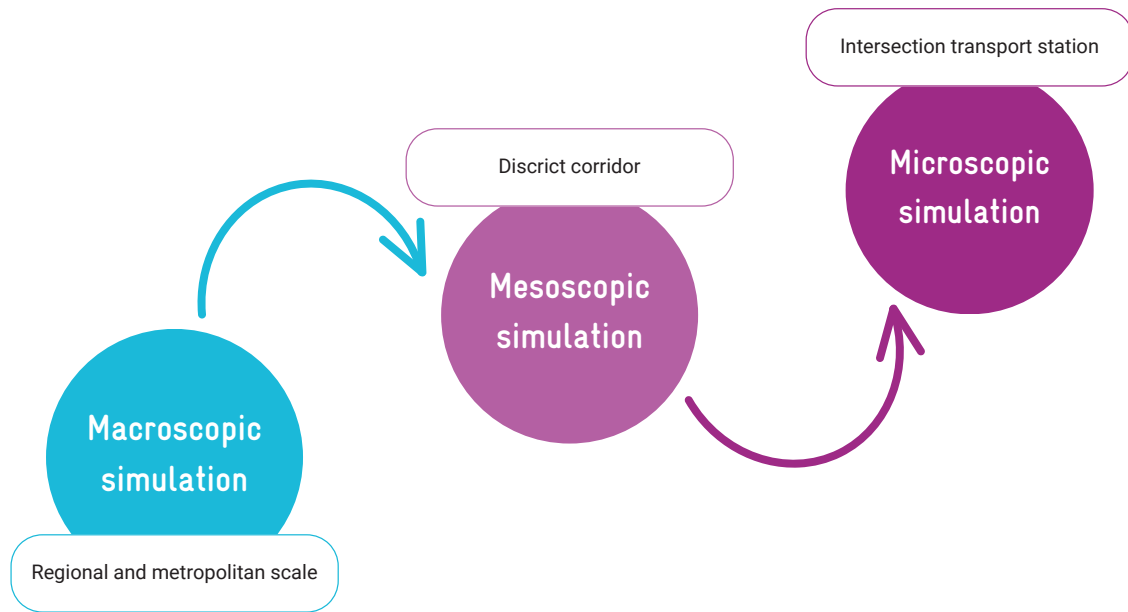 Intersection transport station
Microscopic
simulation
Discrict corridor
Mesoscopic
simulation
Macroscopic
simulation
Regional and metropolitan scale